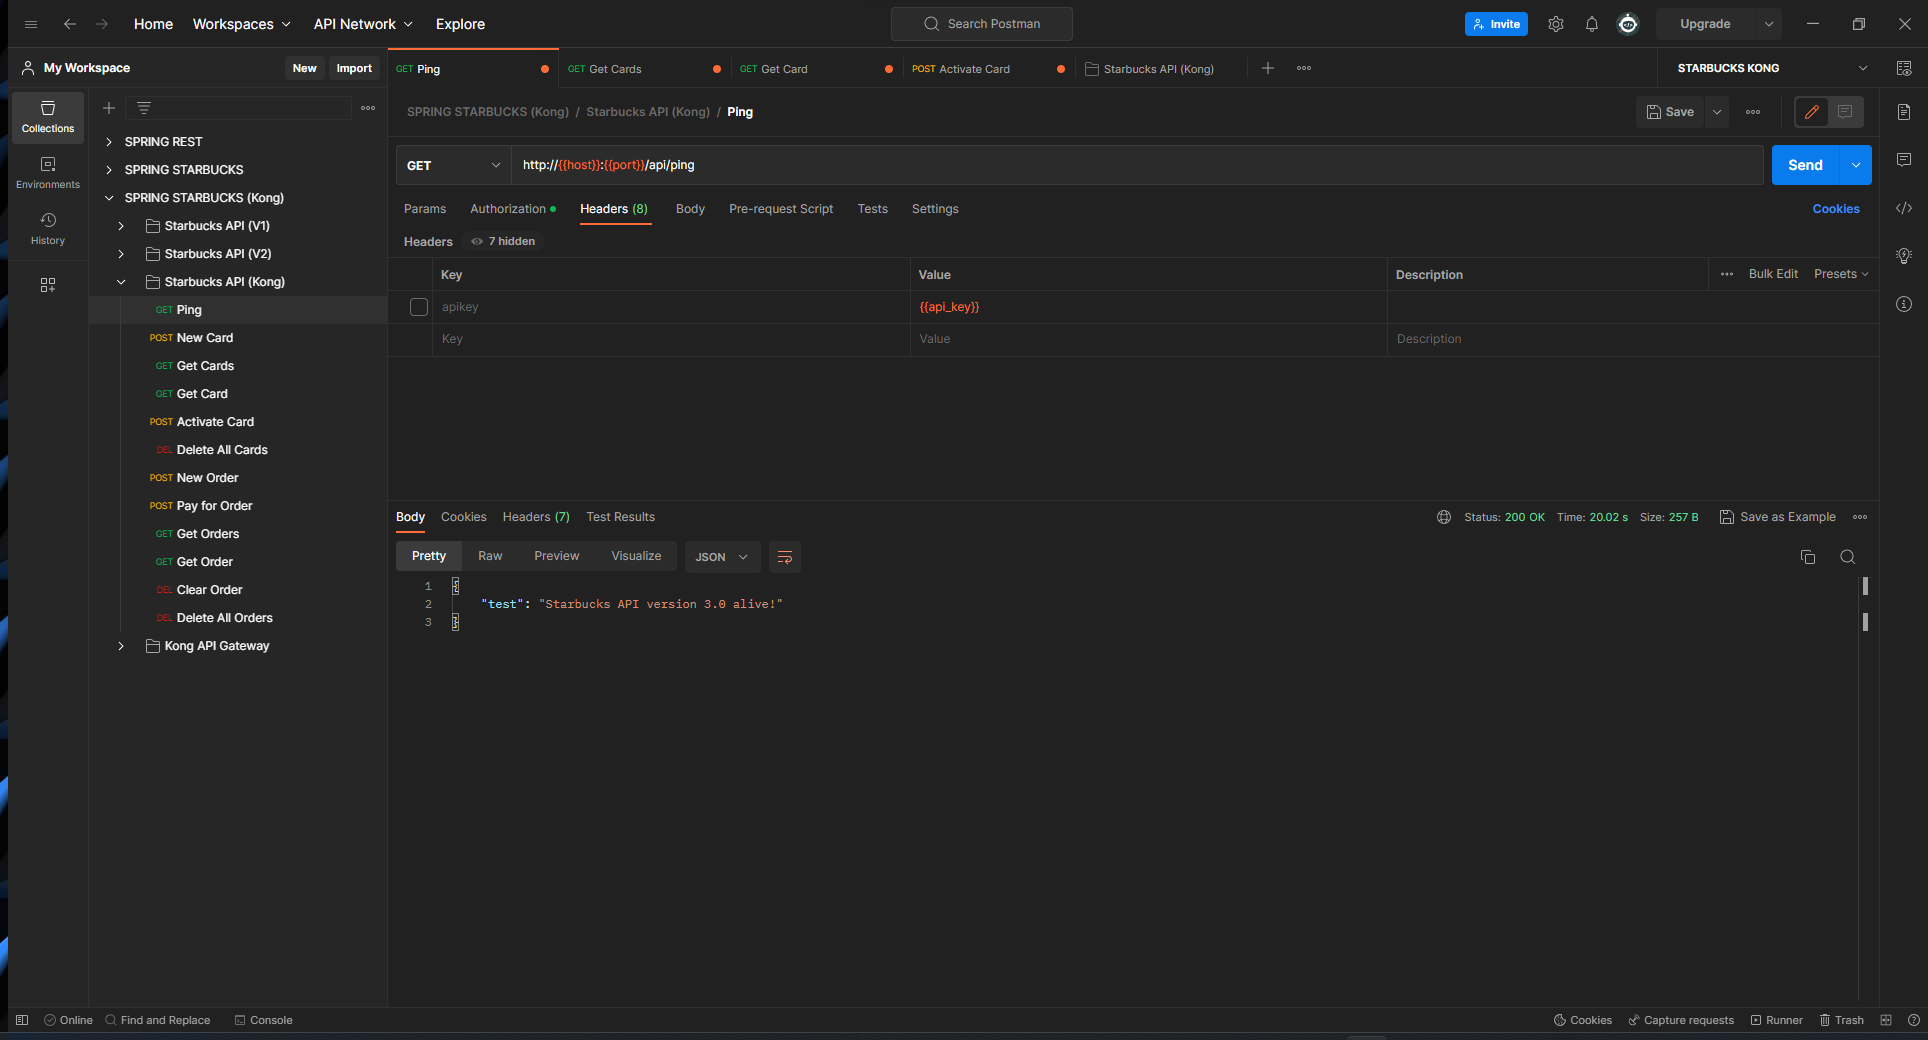 Home Workspaces API Network Explore Search Postman Invite Upgrade
My Workspace New Import
GET Ping GET Get Cards GET Get Card POST Activate Card Starbucks API (Kong) STARBUCKS KONG
Collections
Environments
History
SPRING REST
SPRING STARBUCKS
SPRING STARBUCKS (Kong)
Starbucks API (V1)
Starbucks API (V2)
Starbucks API (Kong)
GET Ping
POST New Card
GET Get Cards
GET Get Card
POST Activate Card
DEL Delete All Cards
POST New Order
POST Pay for Order
GET Get Orders
GET Get Order
DEL Clear Order
DEL Delete All Orders
Kong API Gateway
SPRING STARBUCKS (Kong) / Starbucks API (Kong) / Ping Save
GET http://{{host}}:{{port}}/api/ping Send
Params Authorization Headers (8) Body Pre-request Script Tests Settings Cookies
Headers 7 hidden
Key Value Description Bulk Edit Presets
apikey {{api_key}}
Key Value Description
Body Cookies Headers (7) Test Results Status: 200 OK Time: 20.02 s Size: 257 B Save as Example
Pretty Raw Preview Visualize JSON
1 {
2 "test": "Starbucks API version 3.0 alive!"
3 }
Online Find and Replace Console Cookies Capture requests Runner Trash